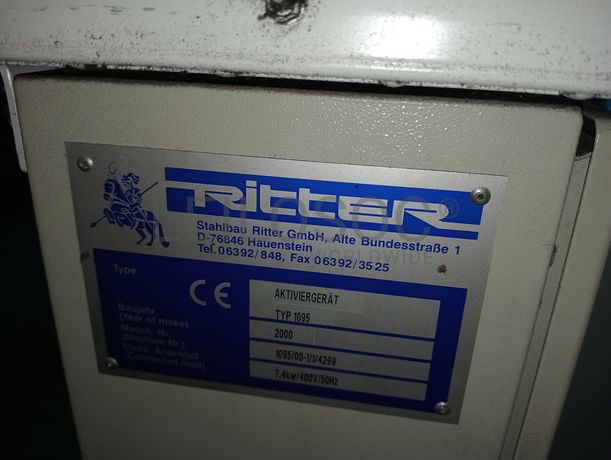 Ritter
Stahlbau Ritter GmbH, Alte Bundesstraße 1
D-76846 Hauenstein
Tel. 06392/848, Fax 06392/3525
Type
CE
AKTIVIERGERÄT
TYP 1095
Baujahr
(Year of make)
2000
Masch. Nr.
(Machine Nr.)
1095/00-1/1/4299
Elektr. Anschluß
(Connected load)
7,4kw/400V/50Hz
WORLDWIDE